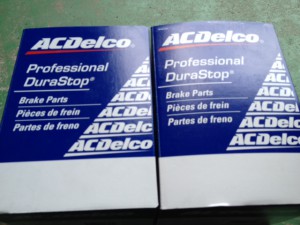 ACDelco
Professional
DuraStop®
Brake Parts
Pièces de frein
Partes de freno
ACDelco
ACDelco
ACDelco
ACDelco
ACDelco
Professional
DuraStop®
Brake Parts
Pièces de frein
Partes de freno
ACDelco
ACDelco
ACDelco
ACDelco